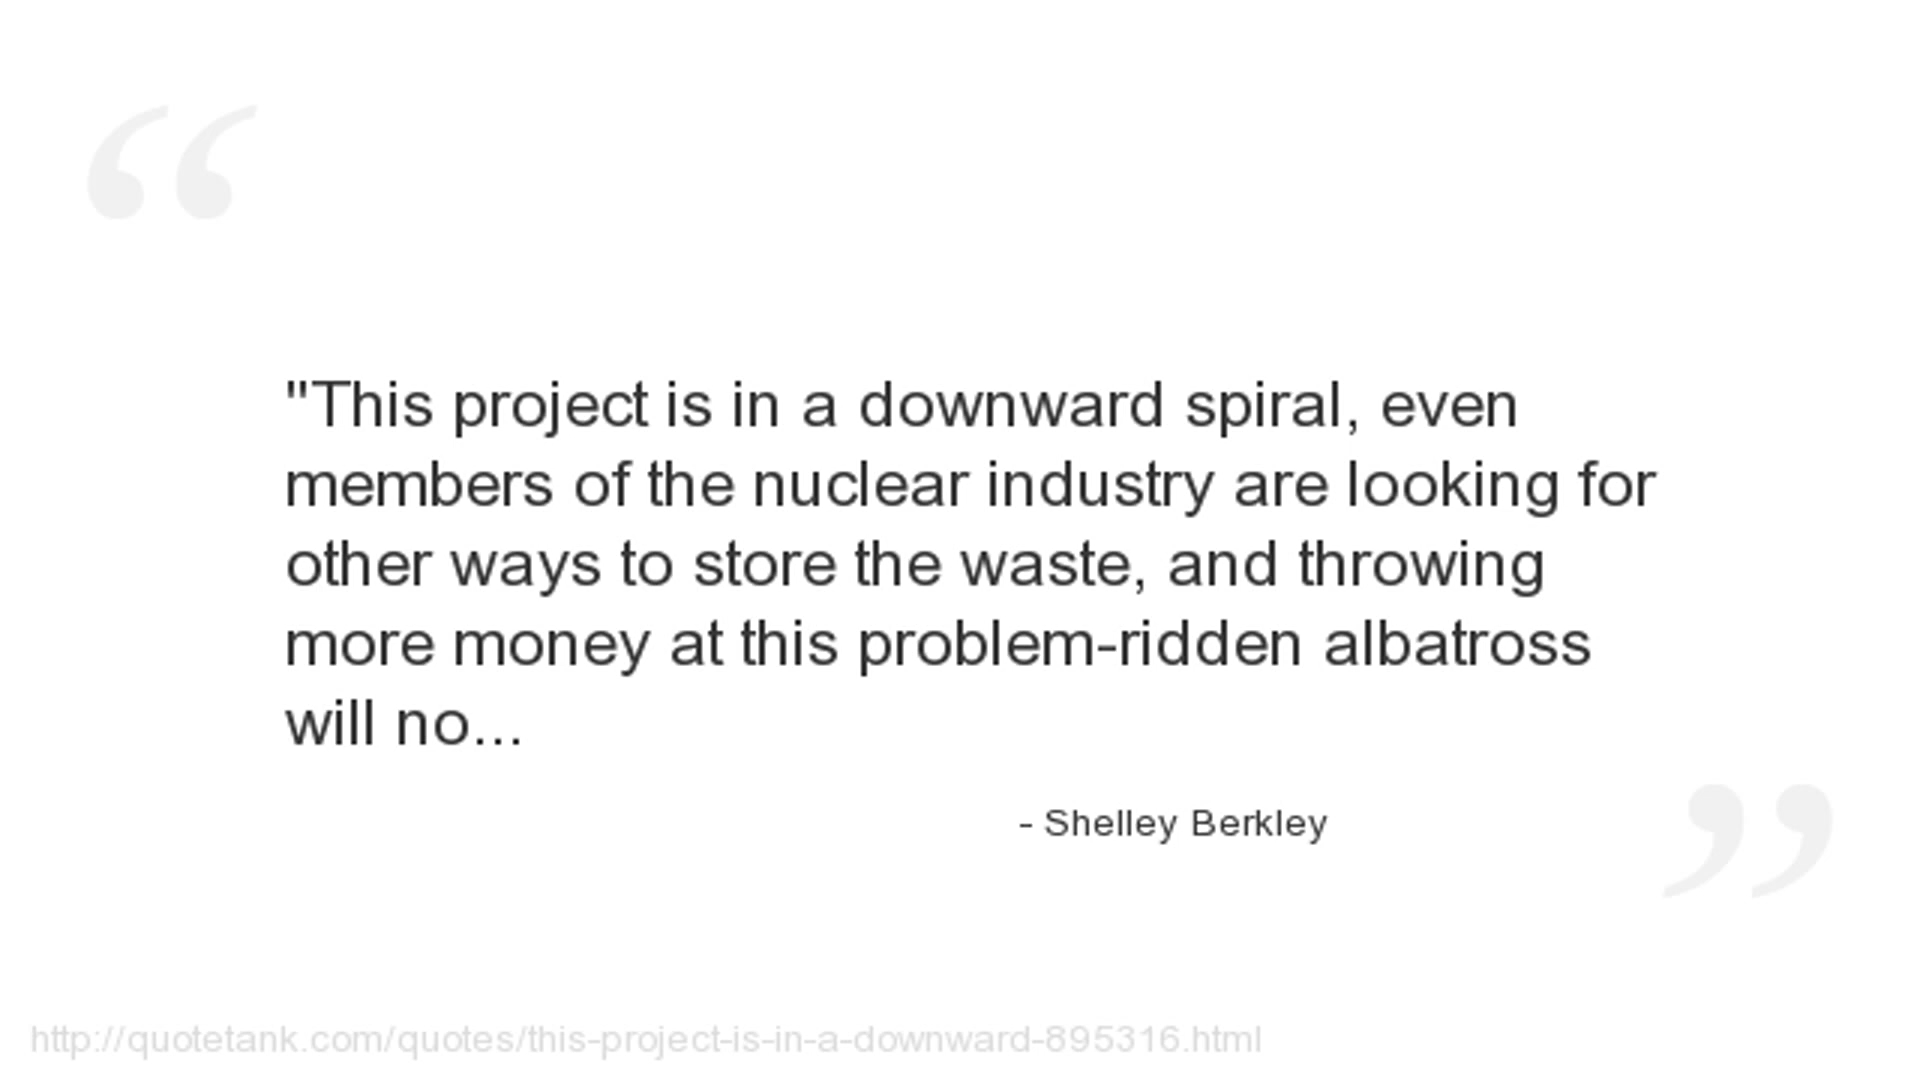 "This project is in a downward spiral, even
members of the nuclear industry are looking for
other ways to store the waste, and throwing
more money at this problem-ridden albatross
will no...
- Shelley Berkley
http://quotetank.com/quotes/this-project-is-in-a-downward-895316.html